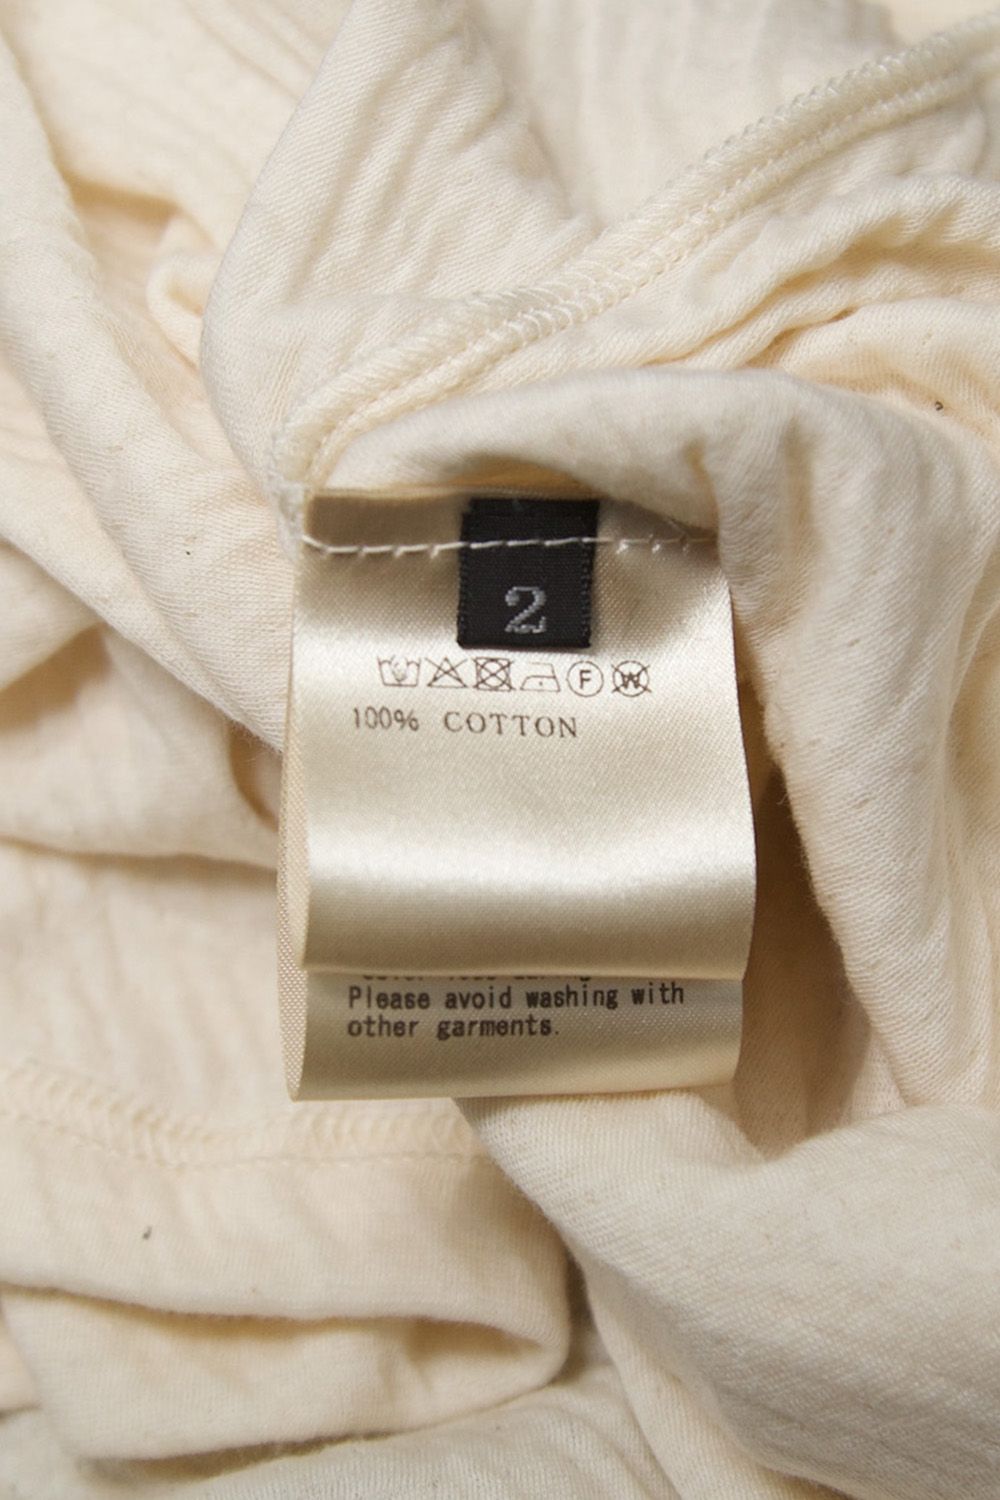 2
F W
100% COTTON
Please avoid washing with
other garments.